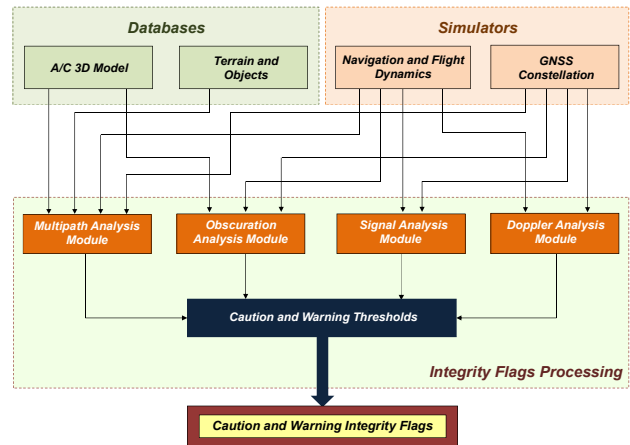 Databases
Simulators
A/C 3D Model
Terrain and
Objects
Navigation and Flight
Dynamics
GNSS
Constellation
Multipath Analysis
Module
Obscuration
Analysis Module
Signal Analysis
Module
Doppler Analysis
Module
Caution and Warning Thresholds
Integrity Flags Processing
Caution and Warning Integrity Flags